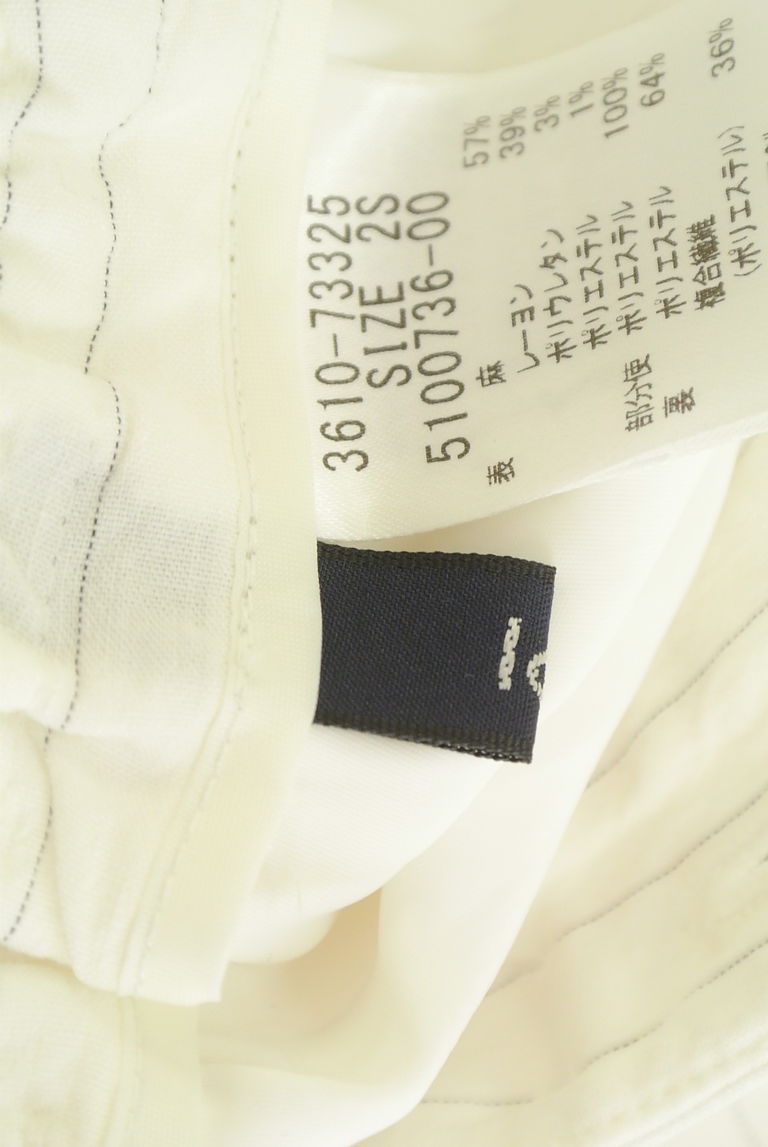 3610-73325
SIZE 2S
5100736-00
表 麻 57%
レーヨン 39%
ポリウレタン 3%
ポリエステル 1%
部分使 ポリエステル 100%
裏 ポリエステル 64%
複合繊維 36%
(ポリエステル)